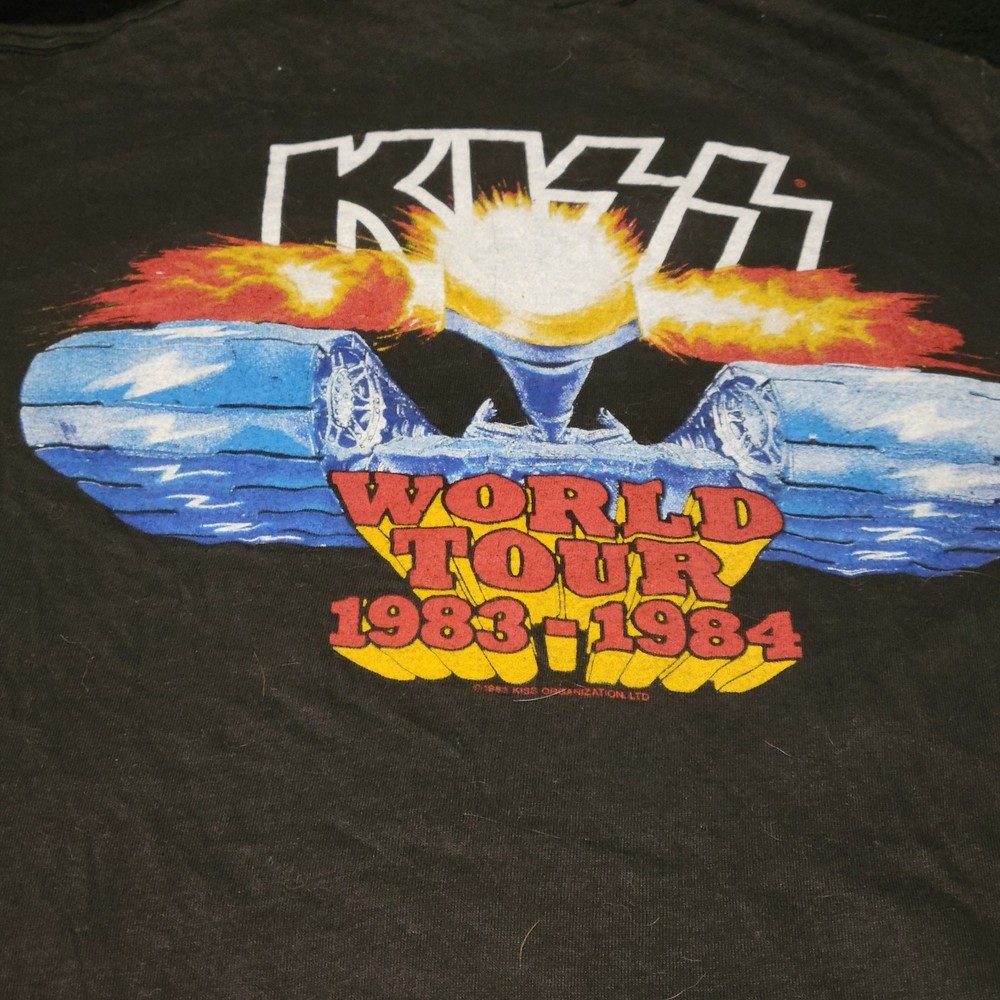 KISS
WORLD
TOUR
1983-1984
©1983 KISS ORGANIZATION, LTD